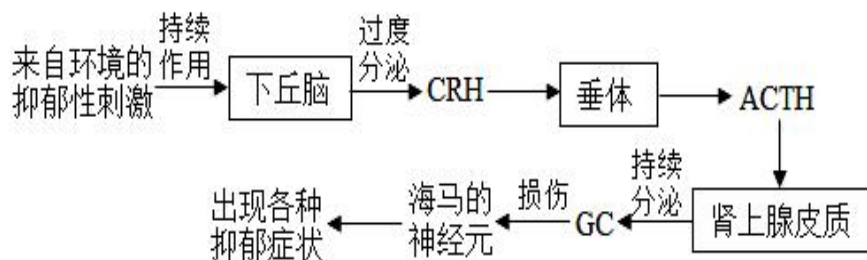 来自环境的
抑郁性刺激
持续
作用
下丘脑
过度
分泌
CRH
垂体
ACTH
肾上腺皮质
持续
分泌
GC
损伤
海马的
神经元
出现各种
抑郁症状